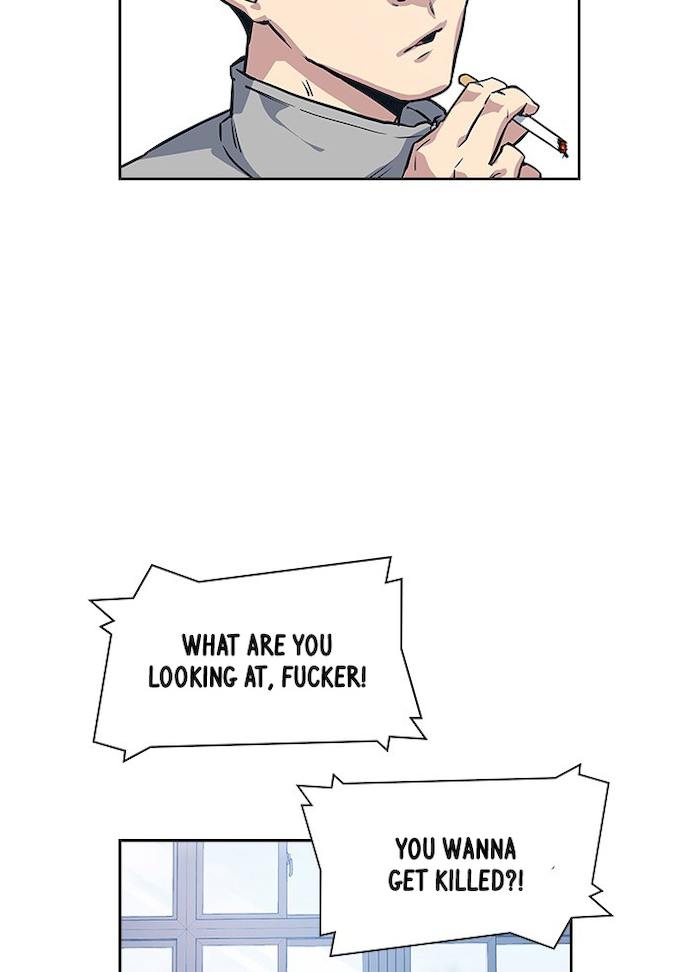 WHAT ARE YOU
LOOKING AT, FUCKER!
YOU WANNA
GET KILLED?!